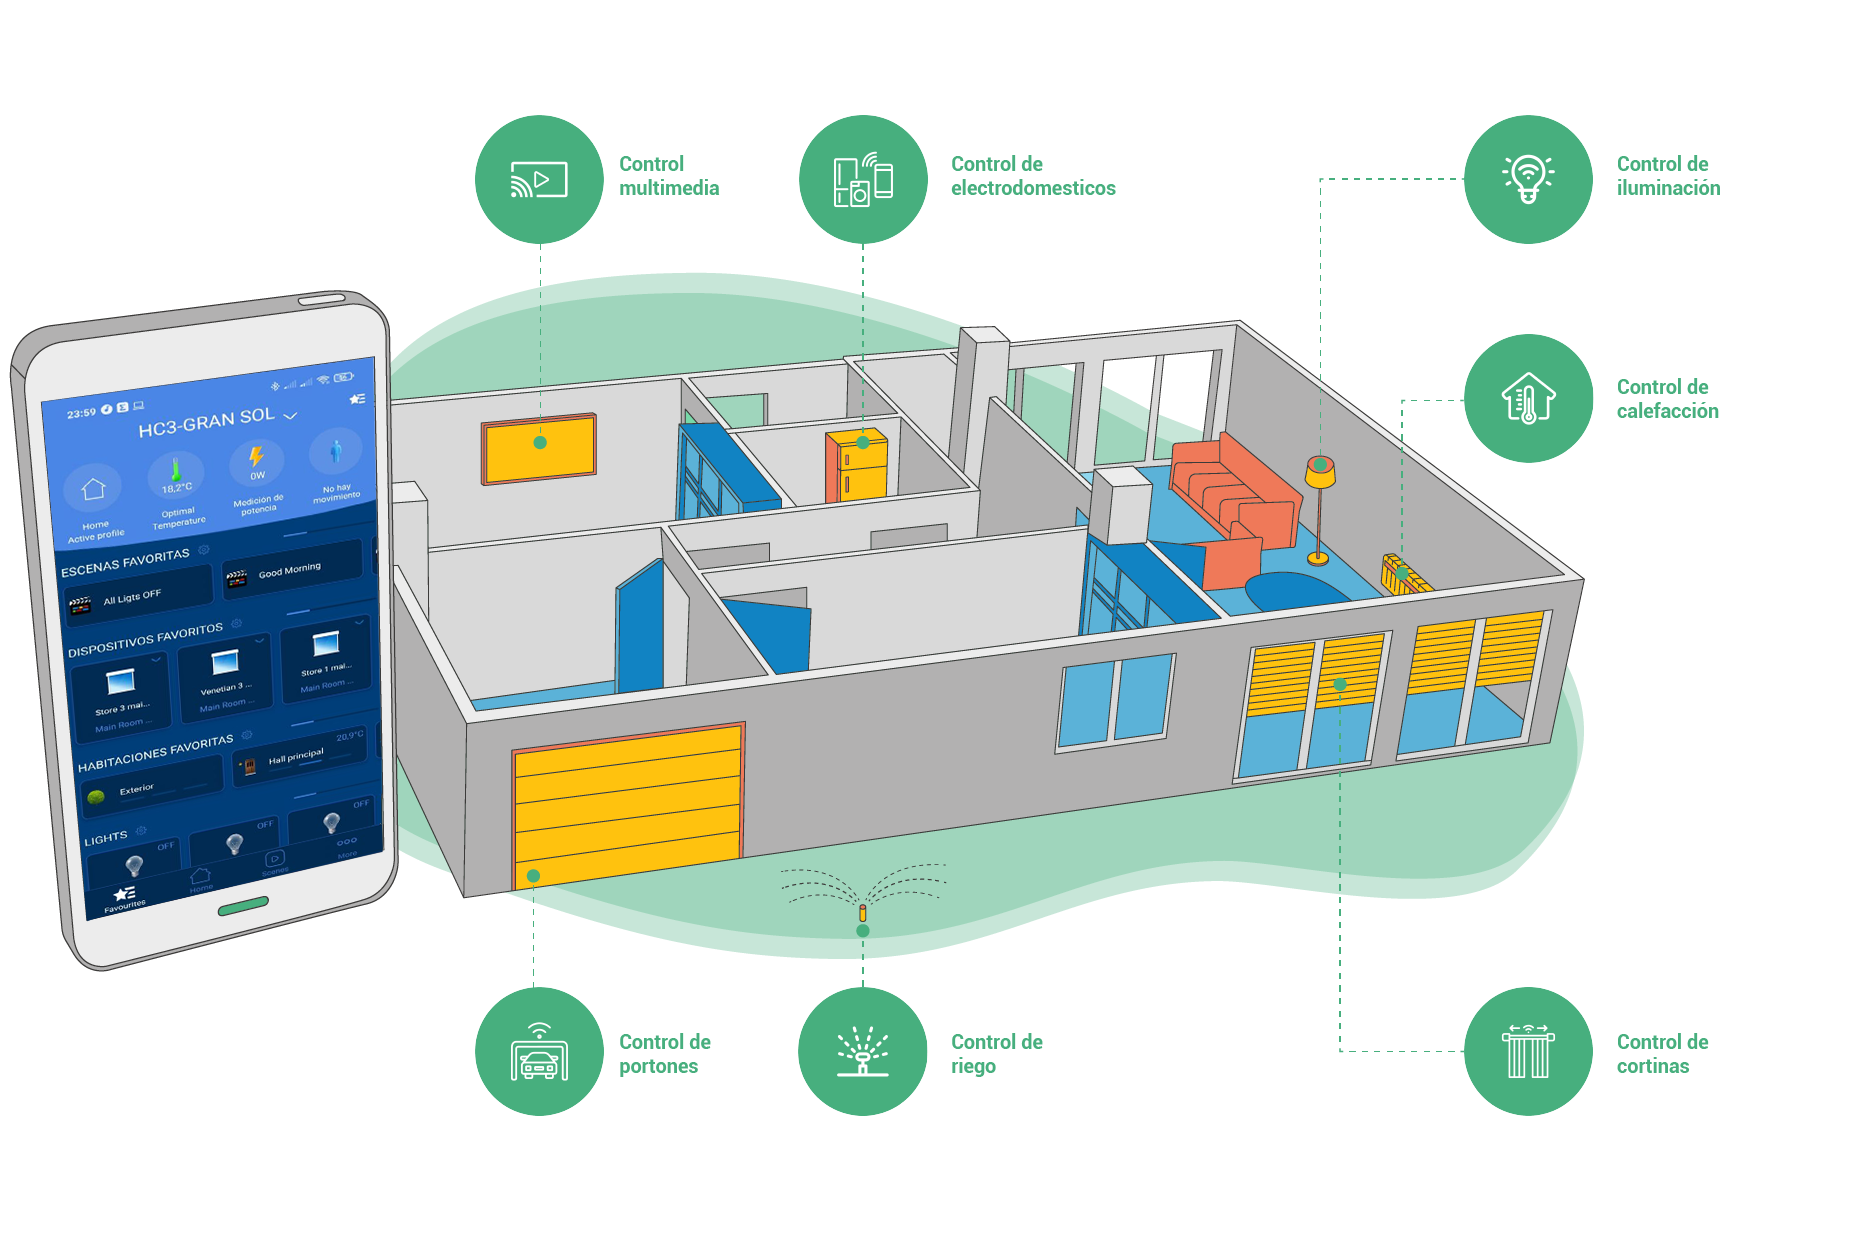 Control
multimedia
Control de
electrodomesticos
Control de
iluminación
Control de
calefacción
23:59
HC3-GRAN SOL
Home
Active profile
18,2°C
Optimal
Temperature
0W
Medicion de
potencia
No hay
movimiento
ESCENAS FAVORITAS
All Ligts OFF
Good Morning
DISPOSITIVOS FAVORITOS
Store 3 mai...
Main Room ...
Venetian 3 ...
Main Room ...
Store 1 mai...
Main Room ...
HABITACIONES FAVORITAS
Exterior
Hall principal
20,9°C
LIGHTS
OFF
OFF
OFF
Favourites
Home
Scenes
More
Control de
portones
Control de
riego
Control de
cortinas